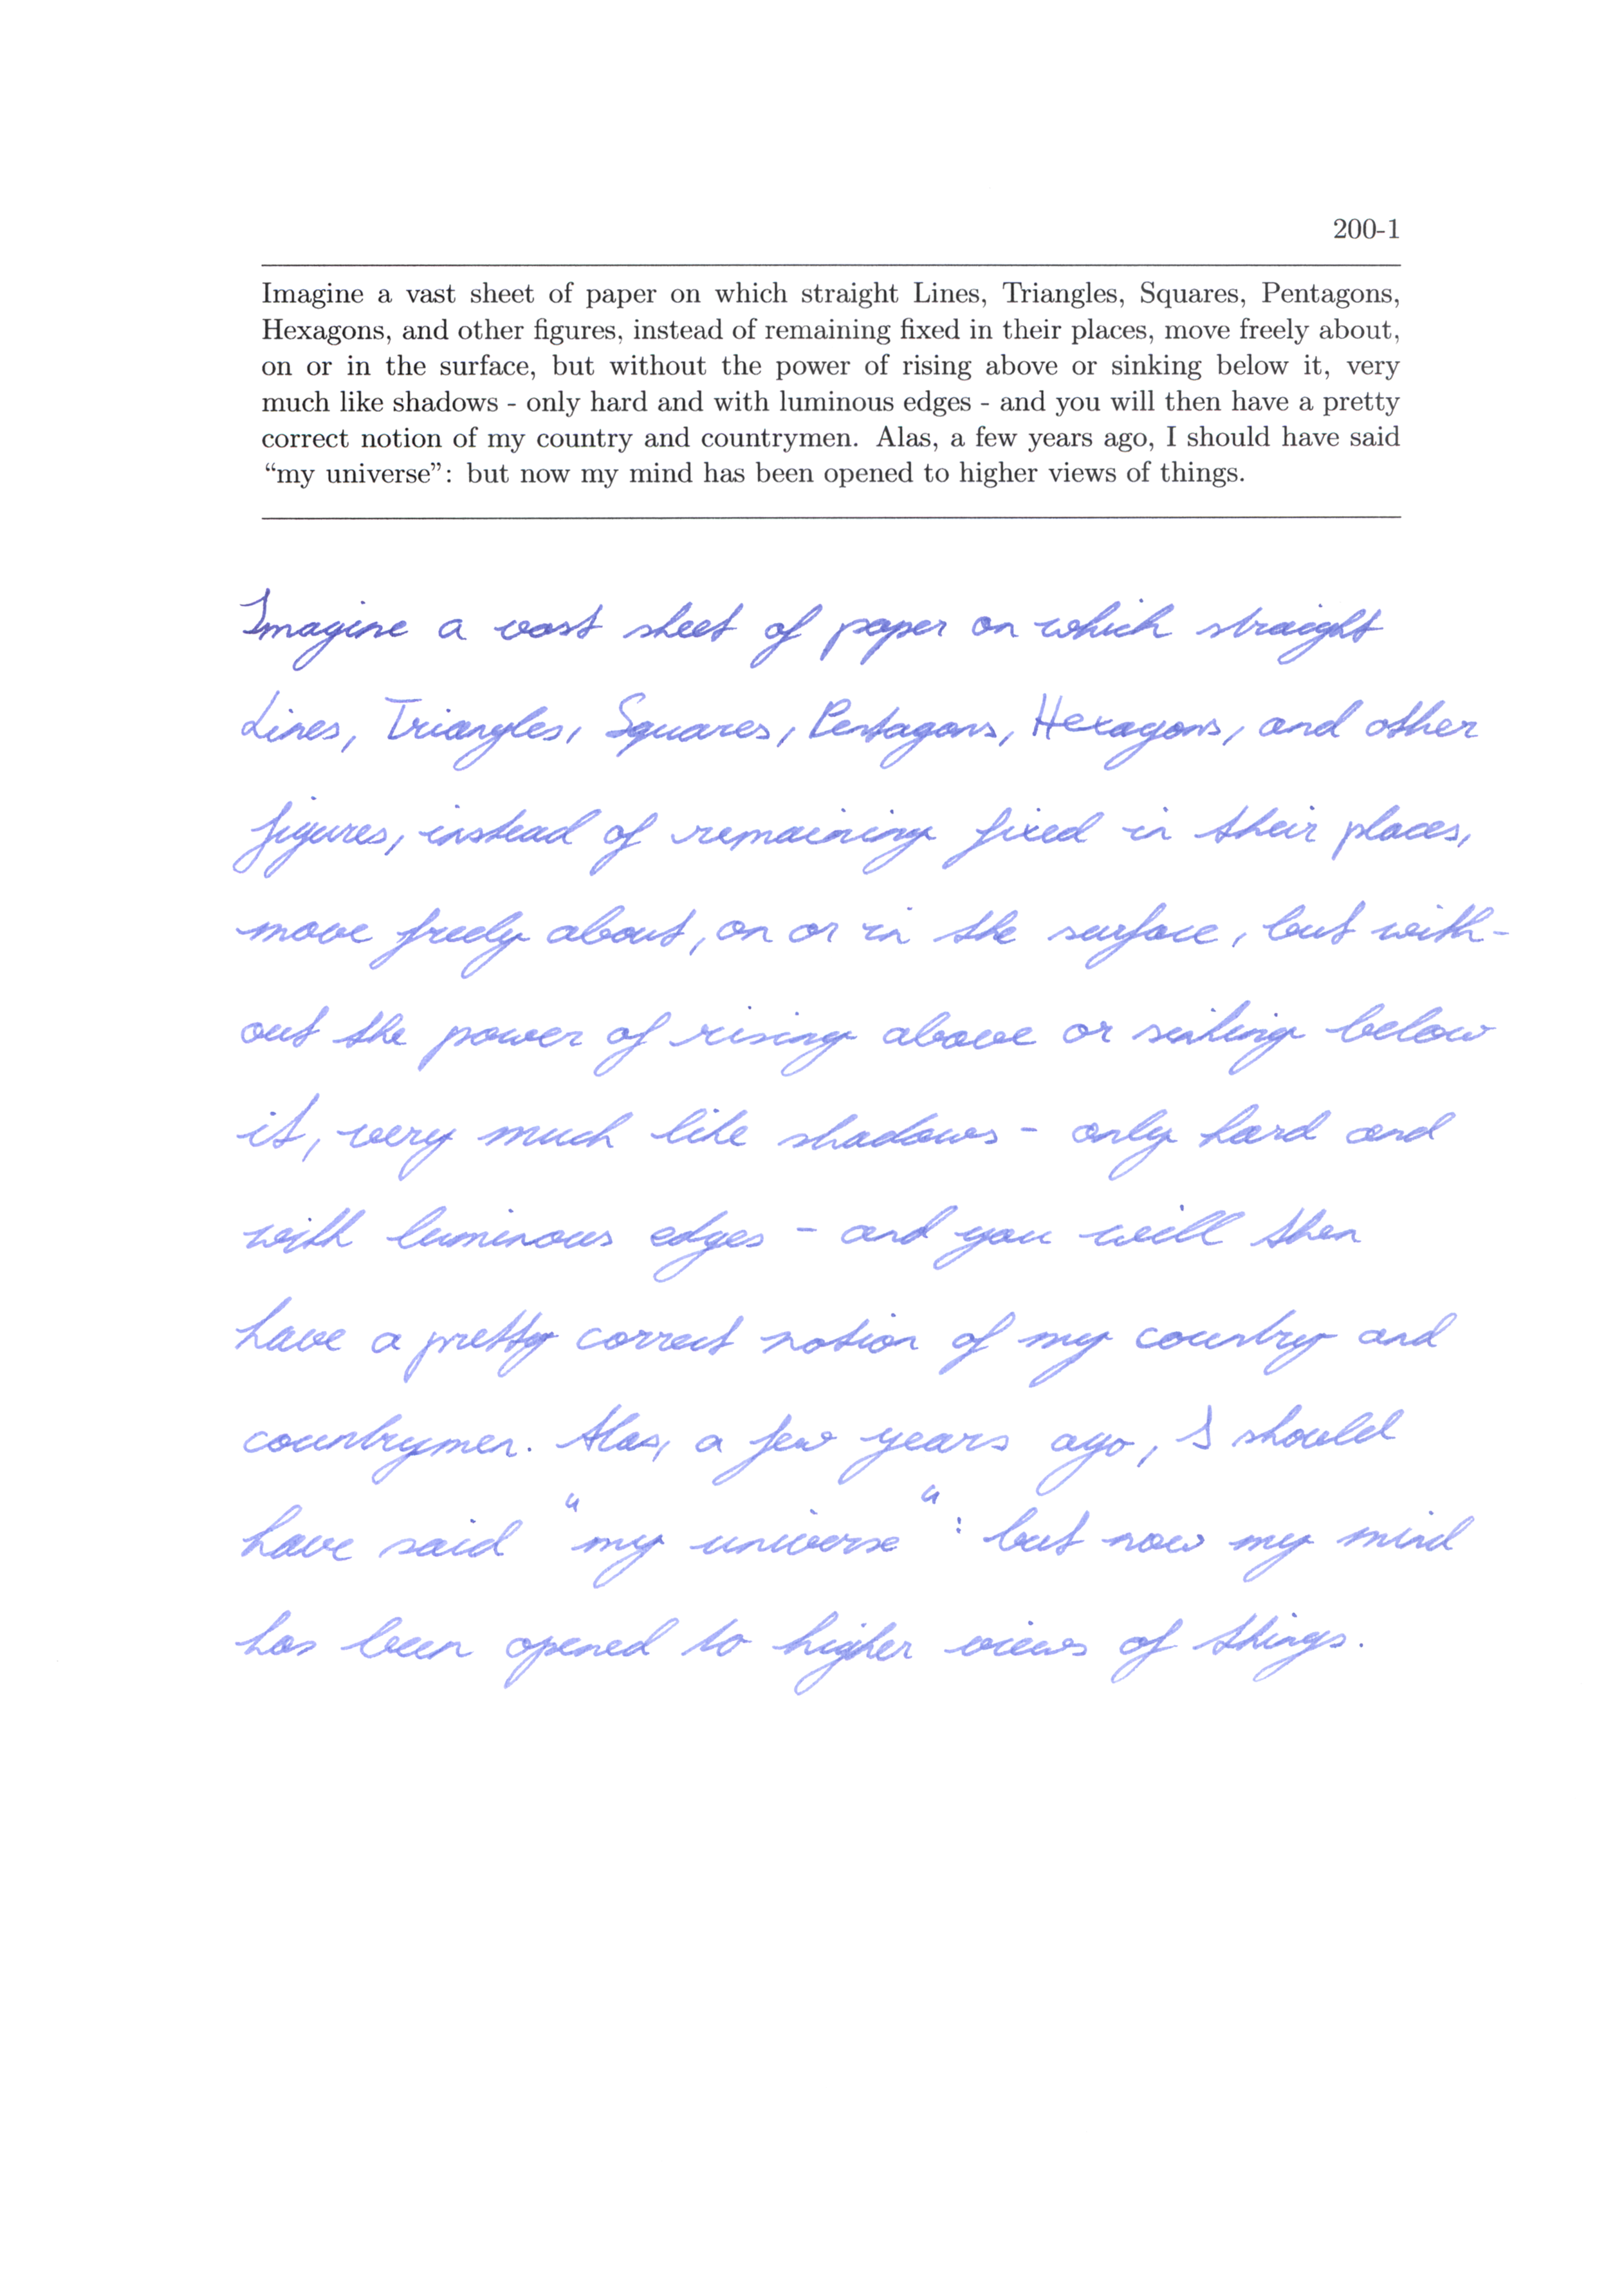 200-1
Imagine a vast sheet of paper on which straight Lines, Triangles, Squares, Pentagons,
Hexagons, and other figures, instead of remaining fixed in their places, move freely about,
on or in the surface, but without the power of rising above or sinking below it, very
much like shadows - only hard and with luminous edges - and you will then have a pretty
correct notion of my country and countrymen. Alas, a few years ago, I should have said
“my universe”: but now my mind has been opened to higher views of things.
Imagine a vast sheet of paper on which straight
Lines, Triangles, Squares, Pentagons, Hexagons, and other
figures, instead of remaining fixed in their places,
move freely about, on or in the surface, but with-
out the power of rising above or sinking below
it, very much like shadows - only hard and
with luminous edges - and you will then
have a pretty correct notion of my country and
countrymen. Alas, a few years ago, I should
have said “my universe“: but now my mind
has been opened to higher views of things.